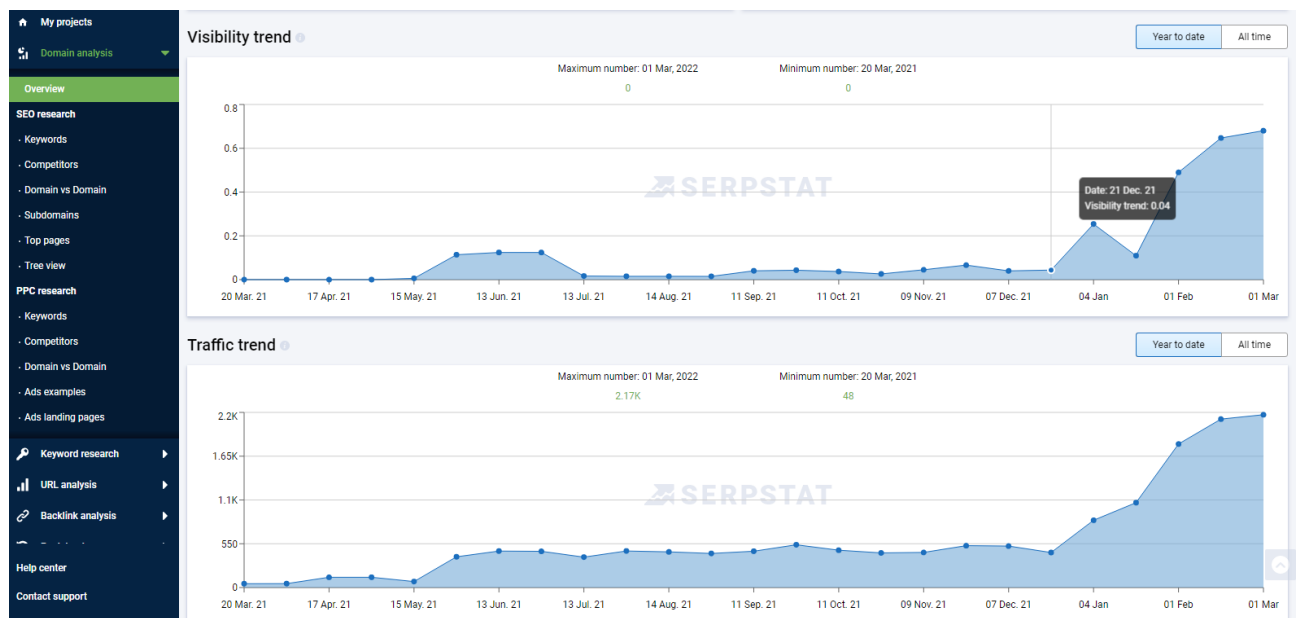 My projects
Domain analysis
Overview
SEO research
· Keywords
· Competitors
· Domain vs Domain
· Subdomains
· Top pages
· Tree view
PPC research
· Keywords
· Competitors
· Domain vs Domain
· Ads examples
· Ads landing pages
Keyword research
URL analysis
Backlink analysis
Help center
Contact support
Visibility trend
Year to date All time
Maximum number: 01 Mar, 2022 Minimum number: 20 Mar, 2021
0 0
0.8
0.6
0.4
0.2
0
SERPSTAT
Date: 21 Dec. 21
Visibility trend: 0.04
20 Mar. 21 17 Apr. 21 15 May. 21 13 Jun. 21 13 Jul. 21 14 Aug. 21 11 Sep. 21 11 Oct. 21 09 Nov. 21 07 Dec. 21 04 Jan 01 Feb 01 Mar
Traffic trend
Year to date All time
Maximum number: 01 Mar, 2022 Minimum number: 20 Mar, 2021
2.17K 48
2.2K
1.65K
1.1K
550
0
SERPSTAT
20 Mar. 21 17 Apr. 21 15 May. 21 13 Jun. 21 13 Jul. 21 14 Aug. 21 11 Sep. 21 11 Oct. 21 09 Nov. 21 07 Dec. 21 04 Jan 01 Feb 01 Mar